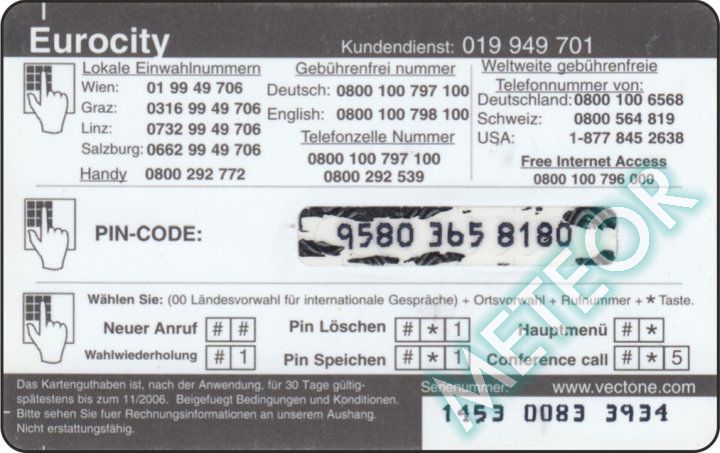 Eurocity
Kundendienst: 019 949 701
Lokale Einwahlnummern
Wien: 01 99 49 706
Graz: 0316 99 49 706
Linz: 0732 99 49 706
Salzburg: 0662 99 49 706
Handy 0800 292 772
Gebührenfrei nummer
Deutsch: 0800 100 797 100
English: 0800 100 798 100
Telefonzelle Nummer
0800 100 797 100
0800 292 539
Weltweite gebührenfreie
Telefonnummer von:
Deutschland: 0800 100 6568
Schweiz: 0800 564 819
USA: 1-877 845 2638
Free Internet Access
0800 100 796 000
PIN-CODE: 9580 365 8180
Wählen Sie: (00 Ländesvorwahl für internationale Gespräche) + Ortsvorwahl + Rufnummer + * Taste.
Neuer Anruf # # Pin Löschen # * 1 Hauptmenü # *
Wahlwiederholung # 1 Pin Speichen # * 1 Conference call # * 5
Das Kartenguthaben ist, nach der Anwendung, für 30 Tage gültig-
spätestens bis zum 11/2006. Beigefuegt Bedingungen und Konditionen.
Bitte sehen Sie fuer Rechnungsinformationen an unserem Aushang.
Nicht erstattungsfähig.
Serienummer: www.vectone.com
1453 0083 3934
METEOR